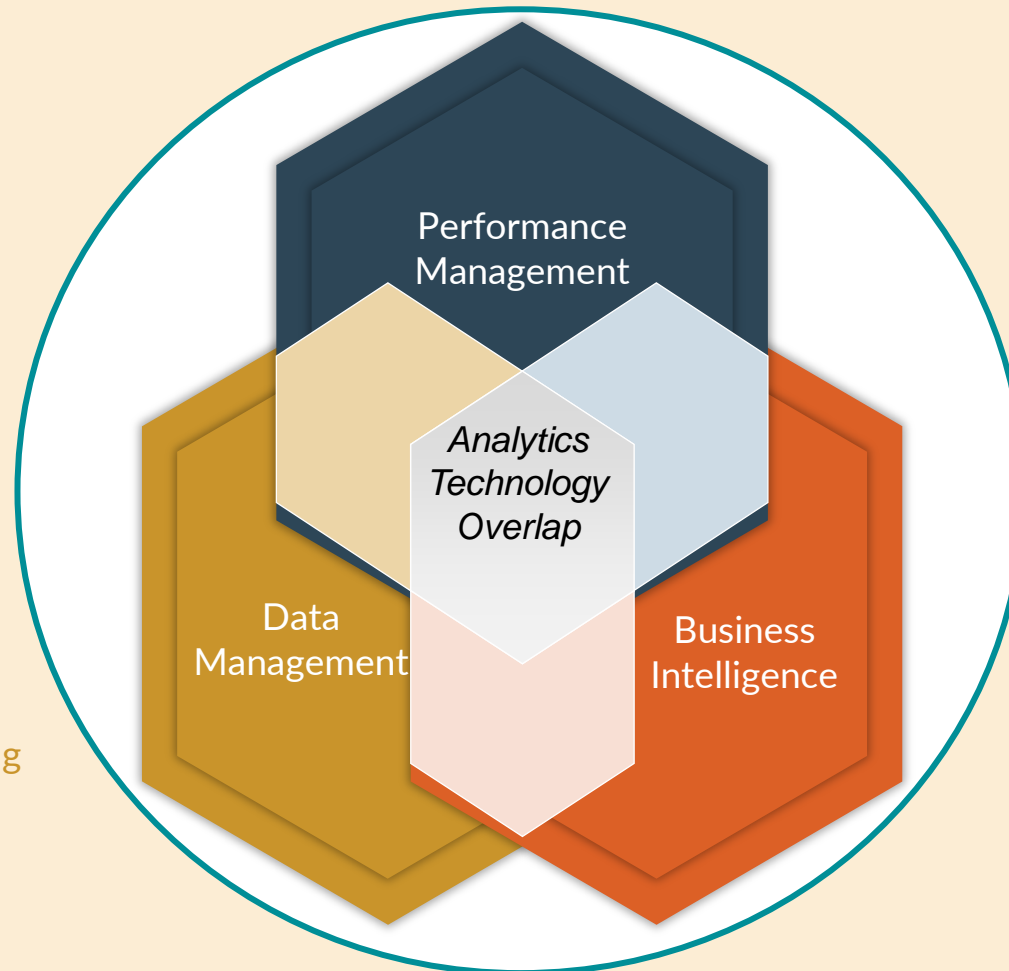 Performance
Management
Analytics
Technology
Overlap
Data
Management
Business
Intelligence
g